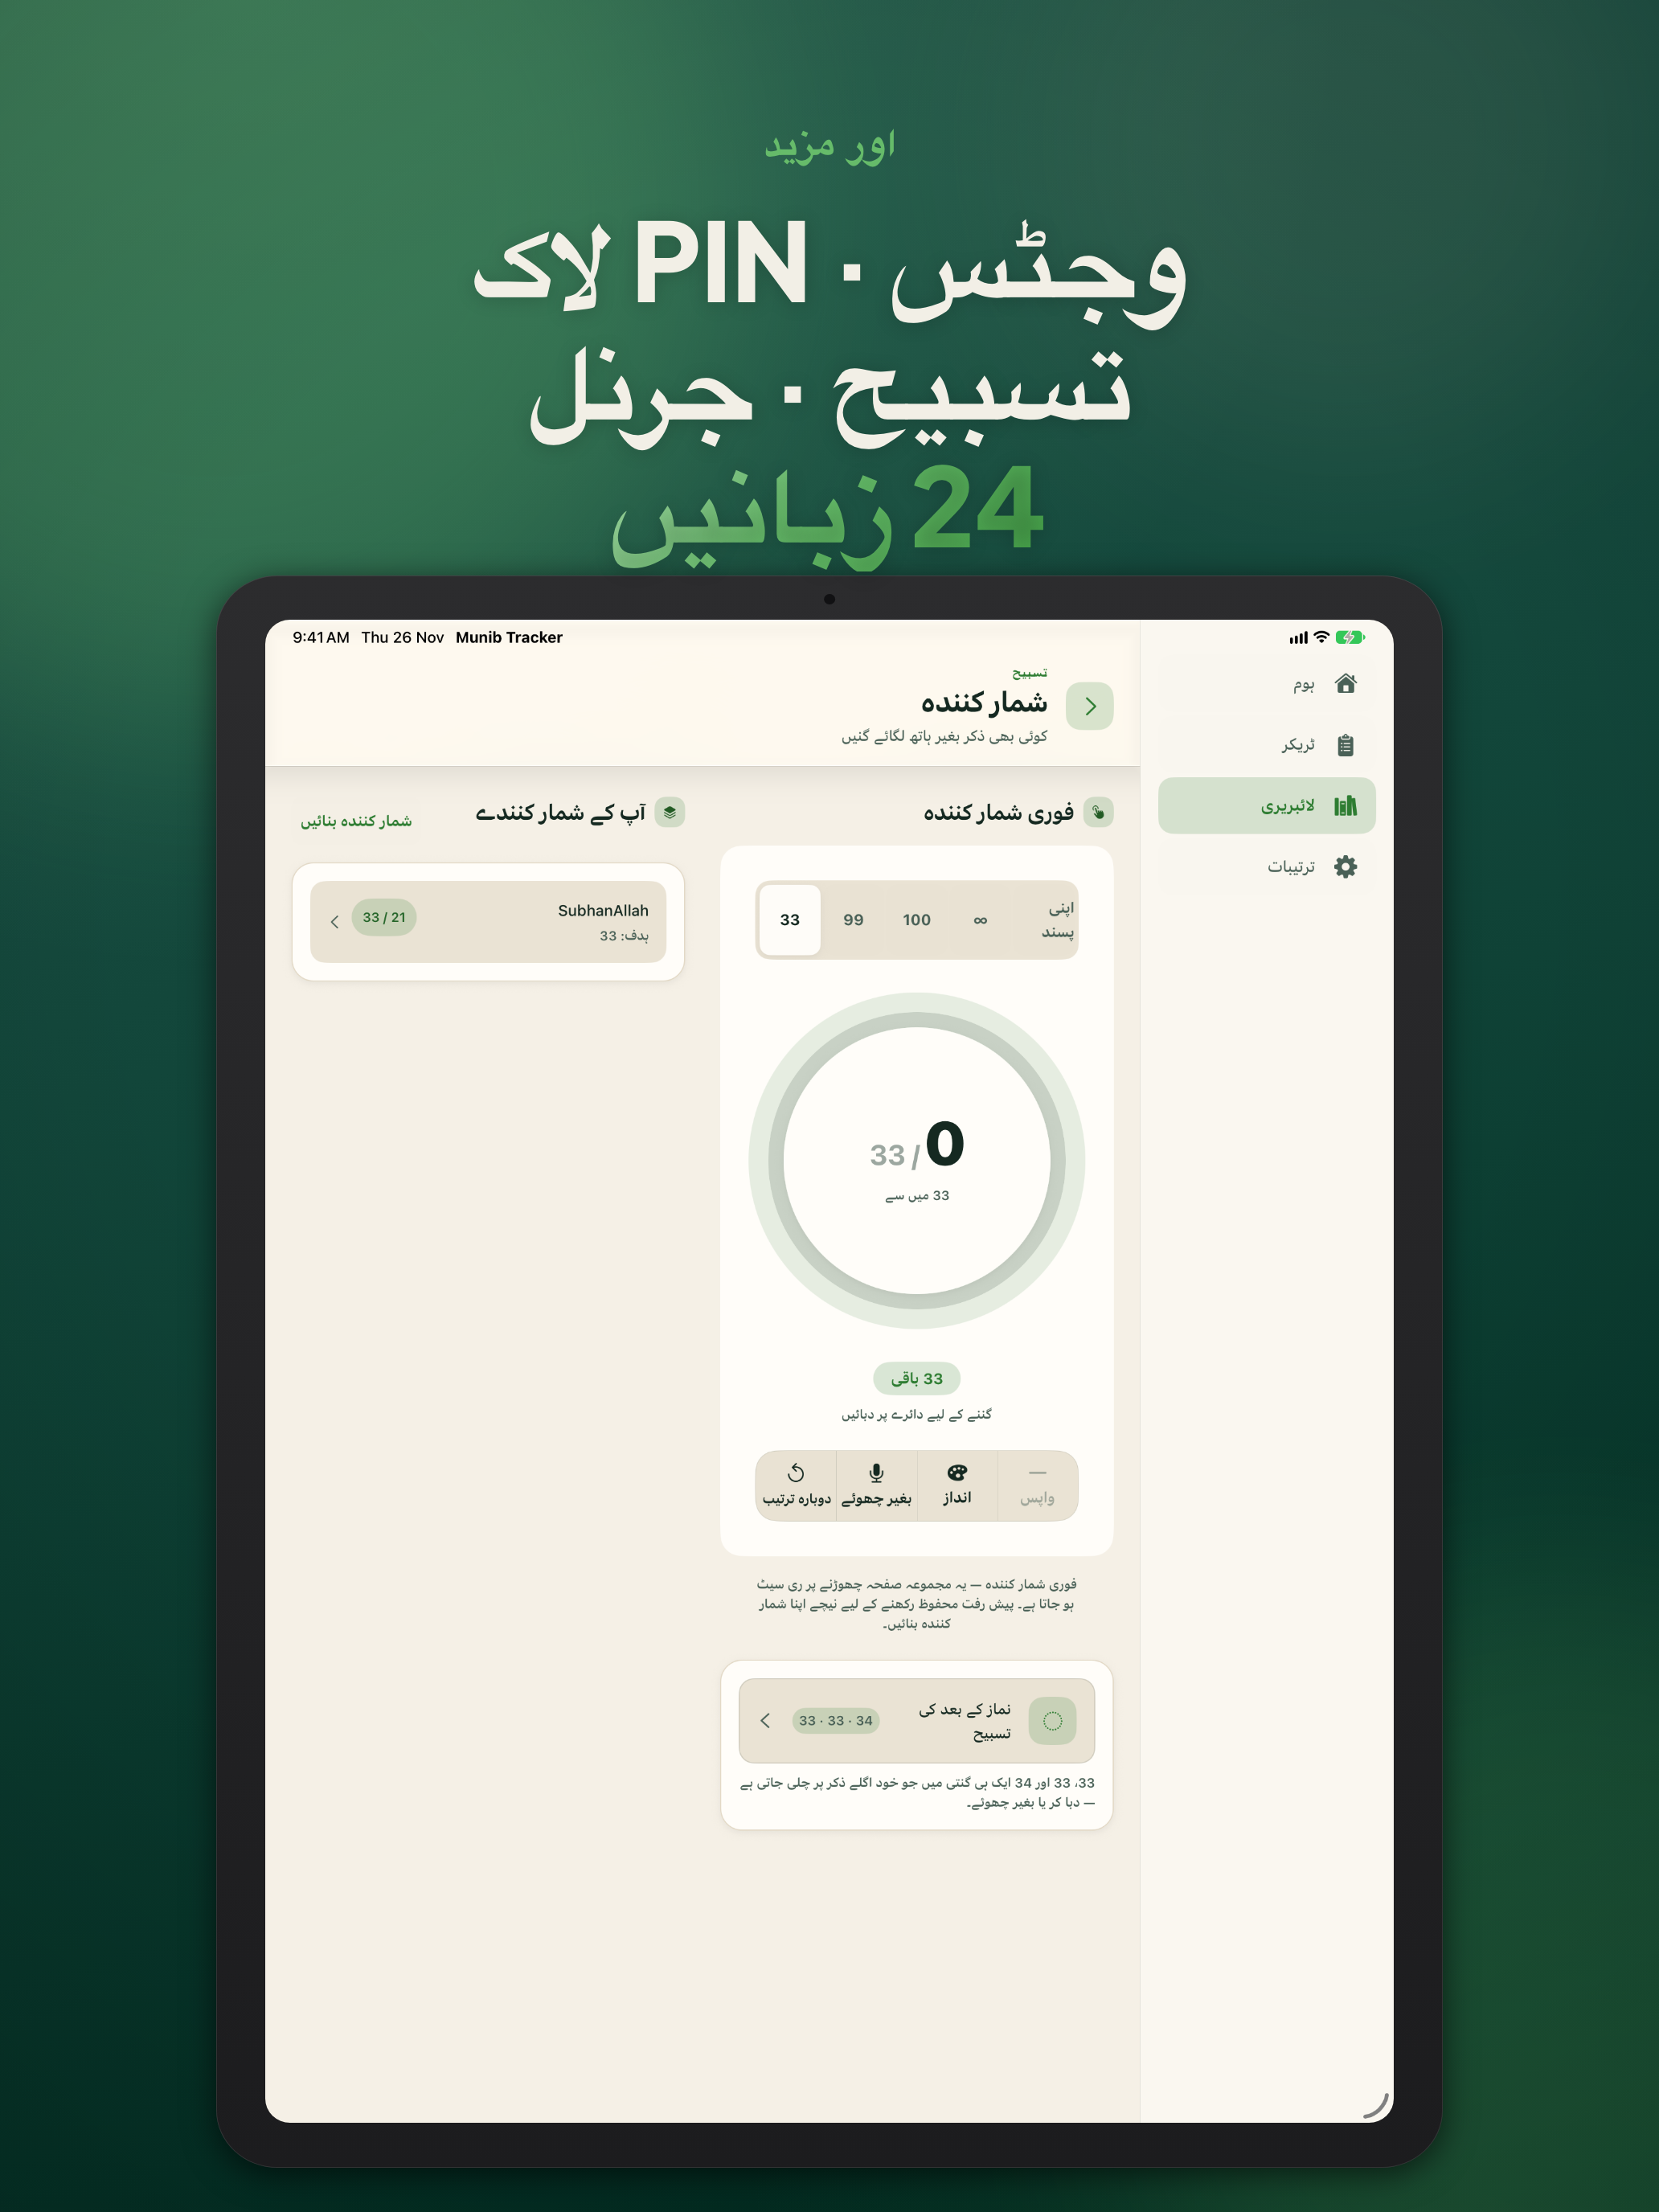 اور مزید
وجٹس · PIN لاک
تسبیح · جرنل
24 زبانیں
9:41 AM Thu 26 Nov Munib Tracker
ہوم
ٹریکر
لائبریری
ترتیبات
تسبیح
شمار کنندہ
کوئی بھی ذکر بغیر ہاتھ لگائے گنیں
فوری شمار کنندہ
اپنی
پسند
∞
100
99
33
0 / 33
33 میں سے
33 باقی
گننے کے لیے دائرے پر دبائیں
واپس
انداز
بغیر چھوئے
دوبارہ ترتیب
فوری شمار کنندہ — یہ مجموعہ صفحہ چھوڑنے پر ری سیٹ
ہو جاتا ہے۔ پیش رفت محفوظ رکھنے کے لیے نیچے اپنا شمار
کنندہ بنائیں۔
نماز کے بعد کی
تسبیح
33 · 33 · 34
33، 33 اور 34 ایک ہی گنتی میں جو خود اگلے ذکر پر چلی جاتی ہے
— دبا کر یا بغیر چھوئے۔
آپ کے شمار کنندے
شمار کنندہ بنائیں
SubhanAllah
ہدف: 33
33 / 21